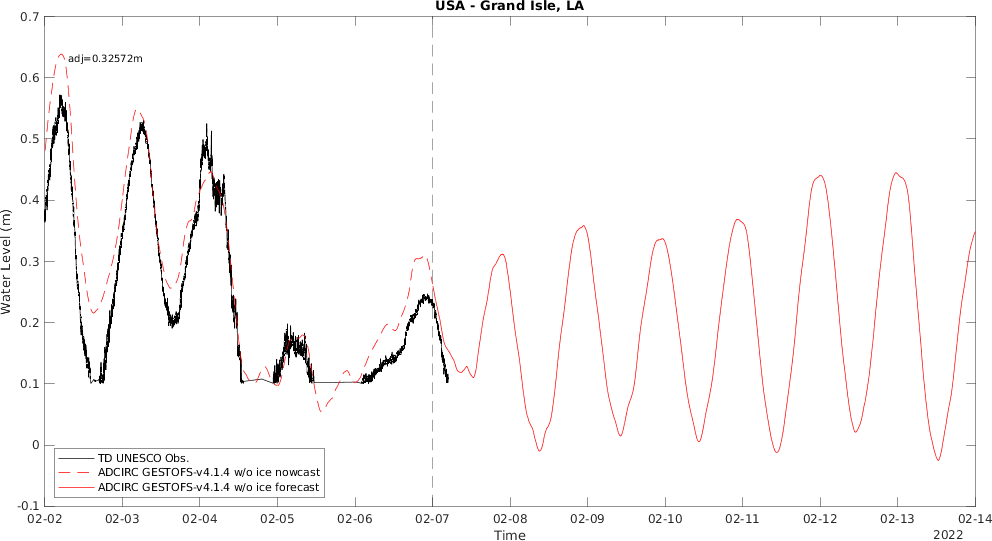 USA - Grand Isle, LA
adj=0.32572m
Water Level (m)
0.7
0.6
0.5
0.4
0.3
0.2
0.1
0
-0.1
TD UNESCO Obs.
ADCIRC GESTOFS-v4.1.4 w/o ice nowcast
ADCIRC GESTOFS-v4.1.4 w/o ice forecast
02-02 02-03 02-04 02-05 02-06 02-07 02-08 02-09 02-10 02-11 02-12 02-13 02-14
Time
2022